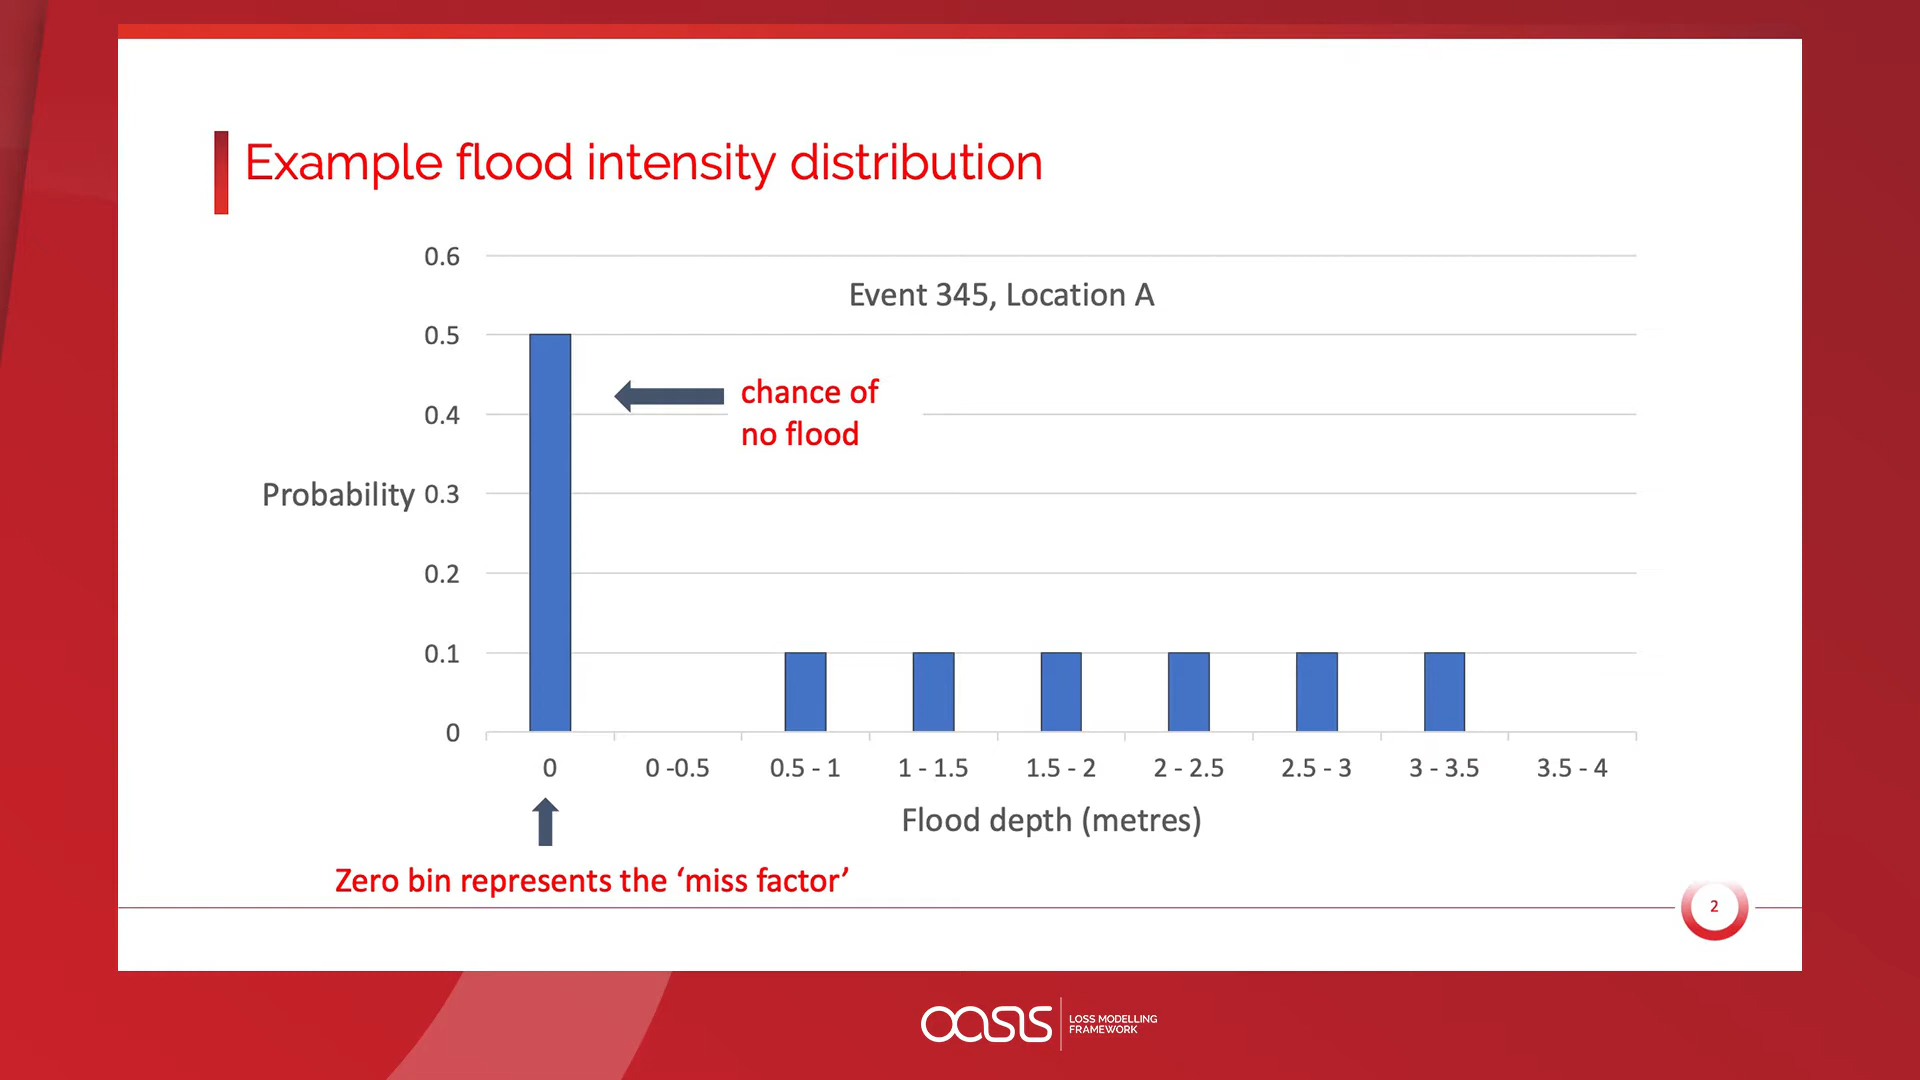 Example flood intensity distribution
0.6
Event 345, Location A
0.5
chance of
0.4
no flood
Probability 0.3
0.2
0.1
0
0 0 -0.5 0.5 - 1 1 - 1.5 1.5 - 2 2 - 2.5 2.5 - 3 3 - 3.5 3.5 - 4
Flood depth (metres)
Zero bin represents the ‘miss factor’
2
OASIS
LOSS MODELLING
FRAMEWORK